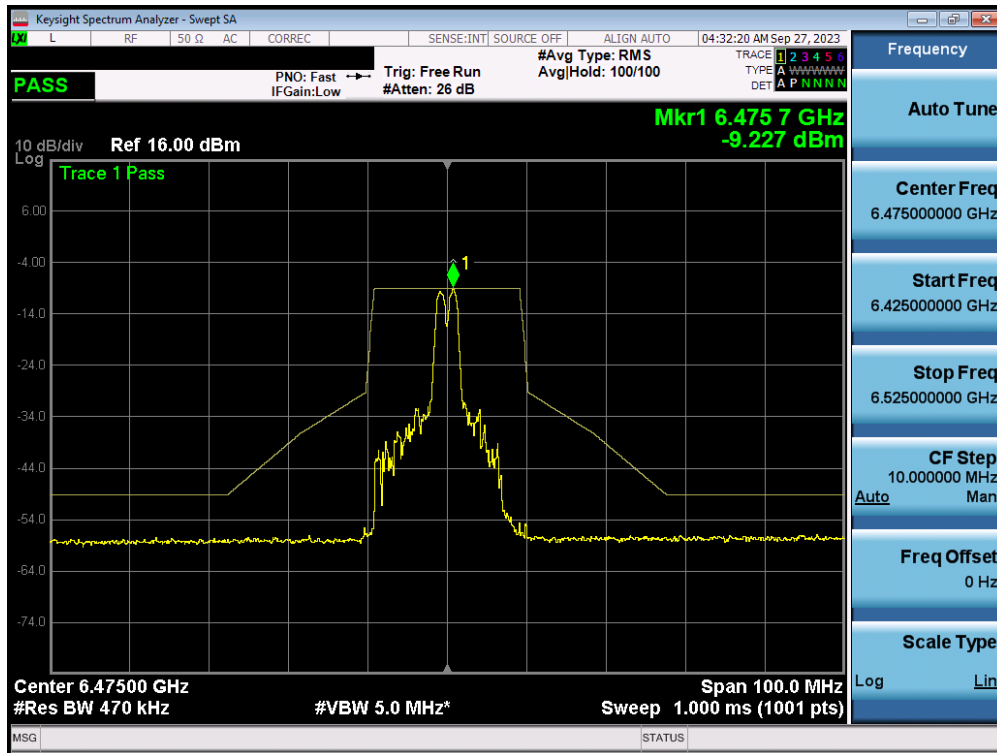 Keysight Spectrum Analyzer - Swept SA
LXI L RF 50 Ω AC CORREC SENSE:INT SOURCE OFF ALIGN AUTO 04:32:20 AM Sep 27, 2023
PASS
PNO: Fast
IFGain:Low
Trig: Free Run
#Atten: 26 dB
#Avg Type: RMS
Avg|Hold: 100/100
TRACE 1 2 3 4 5 6
TYPE A WWWWW
DET A P N N N N
Mkr1 6.475 7 GHz
-9.227 dBm
10 dB/div Ref 16.00 dBm
Log
Trace 1 Pass
6.00
-4.00
1
-14.0
-24.0
-34.0
-44.0
-54.0
-64.0
-74.0
Center 6.47500 GHz
Span 100.0 MHz
#Res BW 470 kHz
#VBW 5.0 MHz*
Sweep 1.000 ms (1001 pts)
MSG
STATUS
Frequency
Auto Tune
Center Freq
6.475000000 GHz
Start Freq
6.425000000 GHz
Stop Freq
6.525000000 GHz
CF Step
10.000000 MHz
Auto Man
Freq Offset
0 Hz
Scale Type
Log Lin